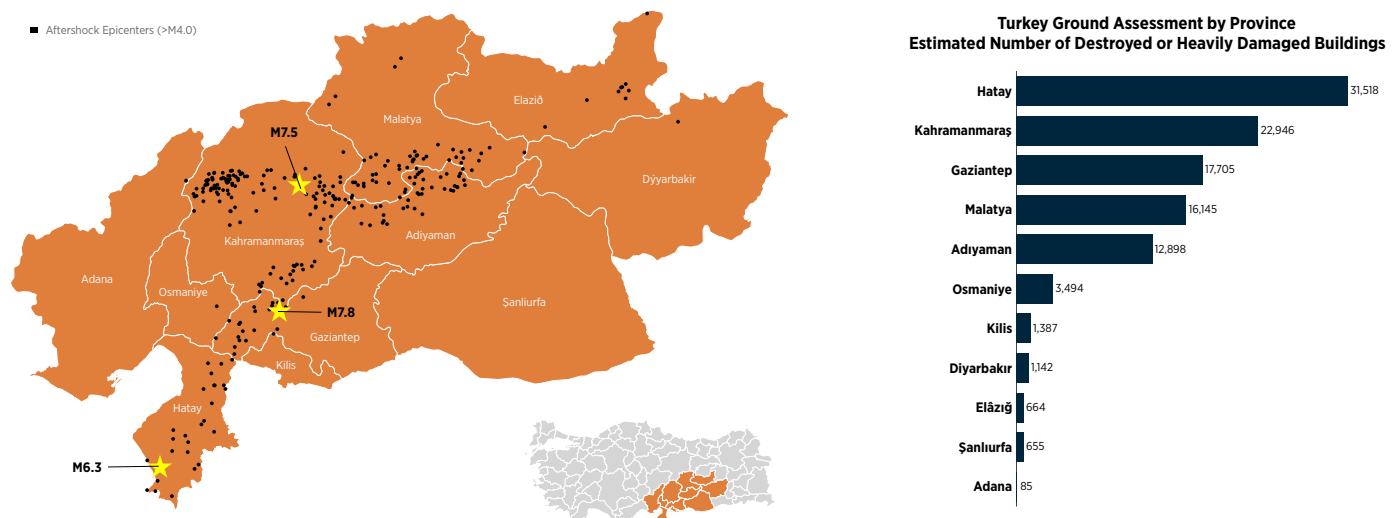 Aftershock Epicenters (>M4.0)
Elazið
Malatya
M7.5
Dÿyarbakir
Kahramanmaraş
Adiyaman
Adana
Osmaniye
Şanlıurfa
M7.8
Gaziantep
Kilis
Hatay
M6.3
Turkey Ground Assessment by Province
Estimated Number of Destroyed or Heavily Damaged Buildings
Hatay 31,518
Kahramanmaraş 22,946
Gaziantep 17,705
Malatya 16,145
Adıyaman 12,898
Osmaniye 3,494
Kilis 1,387
Diyarbakır 1,142
Elâzığ 664
Şanlıurfa 655
Adana 85